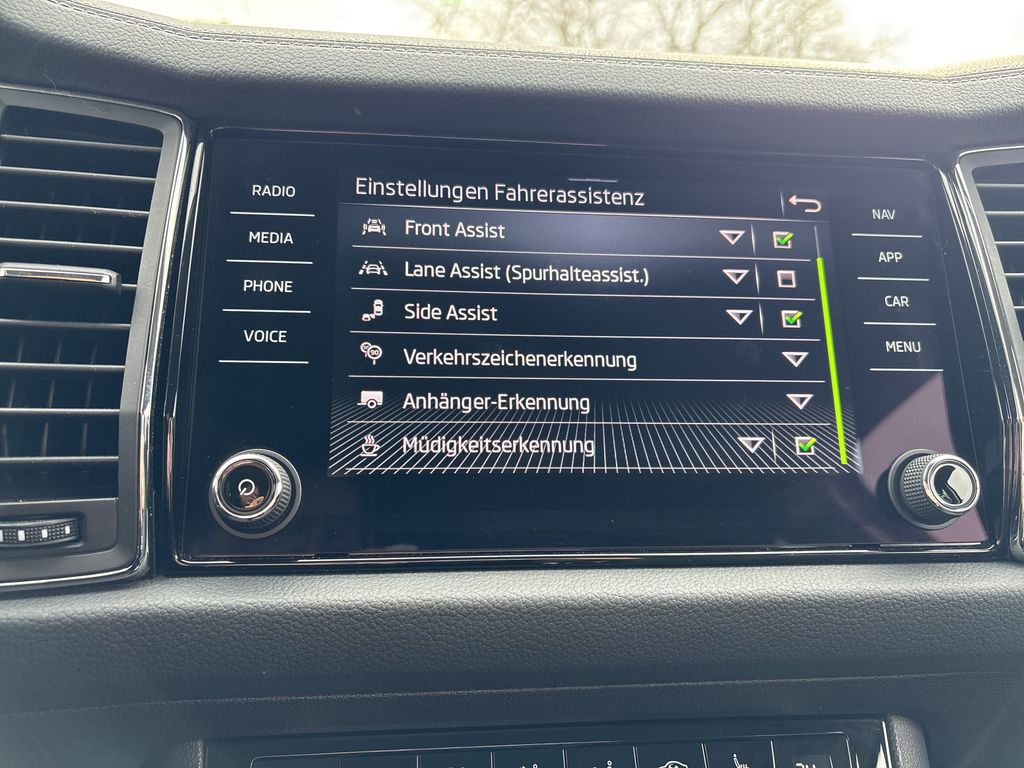 Einstellungen Fahrerassistenz
RADIO
MEDIA
PHONE
VOICE
Front Assist
Lane Assist (Spurhalteassist.)
Side Assist
90
Verkehrszeichenerkennung
Anhänger-Erkennung
Müdigkeitserkennung
NAV
APP
CAR
MENU